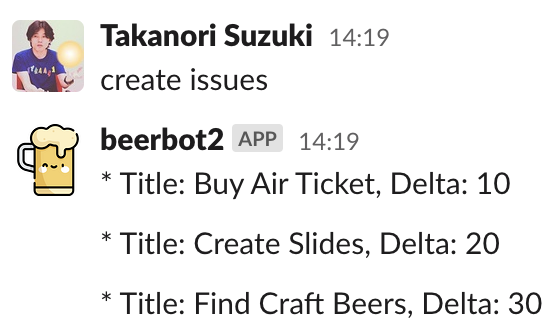 Takanori Suzuki 14:19
create issues
beerbot2 APP 14:19
* Title: Buy Air Ticket, Delta: 10
* Title: Create Slides, Delta: 20
* Title: Find Craft Beers, Delta: 30